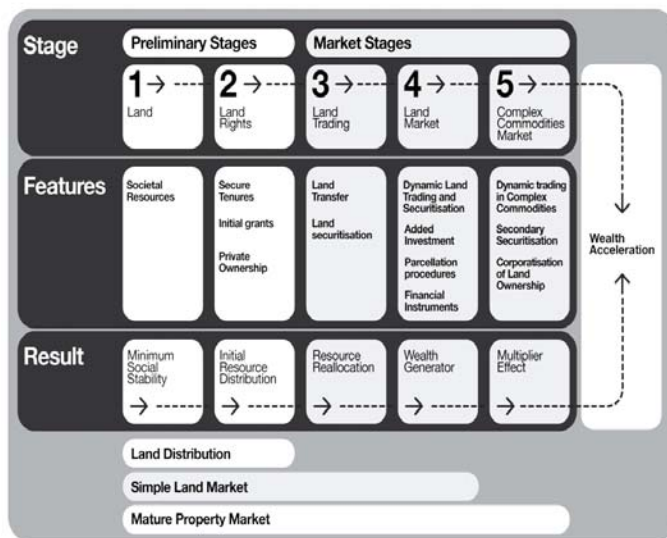 Stage
Preliminary Stages
Market Stages
1
Land
2
Land
Rights
3
Land
Trading
4
Land
Market
5
Complex
Commodities
Market
Features
Societal
Resources
Secure
Tenures
Initial grants
Private
Ownership
Land
Transfer
Land
securitisation
Dynamic Land
Trading and
Securitisation
Added
Investment
Parcellation
procedures
Financial
Instruments
Dynamic trading
in Complex
Commodities
Secondary
Securitisation
Corporatisation
of Land
Ownership
Wealth
Acceleration
Result
Minimum
Social
Stability
Initial
Resource
Distribution
Resource
Reallocation
Wealth
Generator
Multiplier
Effect
Land Distribution
Simple Land Market
Mature Property Market